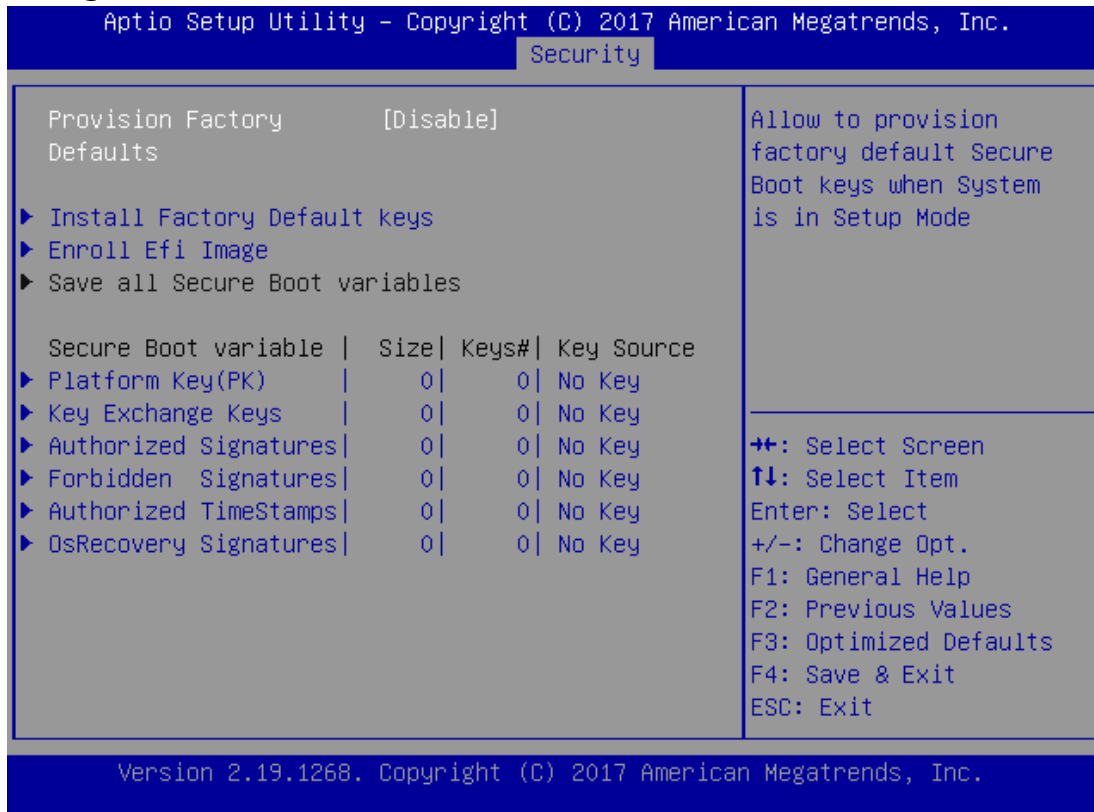 Aptio Setup Utility – Copyright (C) 2017 American Megatrends, Inc.
Security
Provision Factory [Disable]
Defaults
▶ Install Factory Default keys
▶ Enroll Efi Image
▶ Save all Secure Boot variables
Secure Boot variable | Size| Keys#| Key Source
▶ Platform Key(PK) | 0| 0| No Key
▶ Key Exchange Keys | 0| 0| No Key
▶ Authorized Signatures| 0| 0| No Key
▶ Forbidden Signatures| 0| 0| No Key
▶ Authorized TimeStamps| 0| 0| No Key
▶ OsRecovery Signatures| 0| 0| No Key
Allow to provision
factory default Secure
Boot keys when System
is in Setup Mode
→←: Select Screen
↑↓: Select Item
Enter: Select
+/-: Change Opt.
F1: General Help
F2: Previous Values
F3: Optimized Defaults
F4: Save & Exit
ESC: Exit
Version 2.19.1268. Copyright (C) 2017 American Megatrends, Inc.